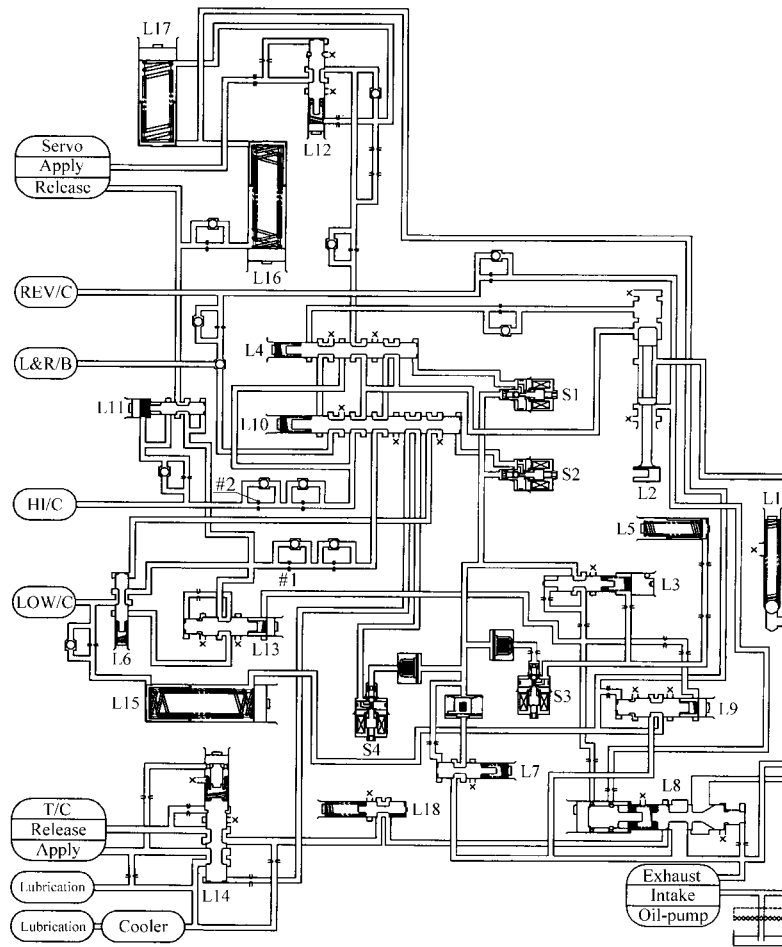 L17
L12
Servo
Apply
Release
L16
REV/C
L4
L&R/B
S1
L11
L10
S2
L2
#2
L1
HI/C
L5
#1
L3
LOW/C
L6
L13
L15
S3
L9
S4
L7
L8
T/C
Release
Apply
L18
L14
Exhaust
Intake
Oil-pump
Lubrication
Lubrication
Cooler